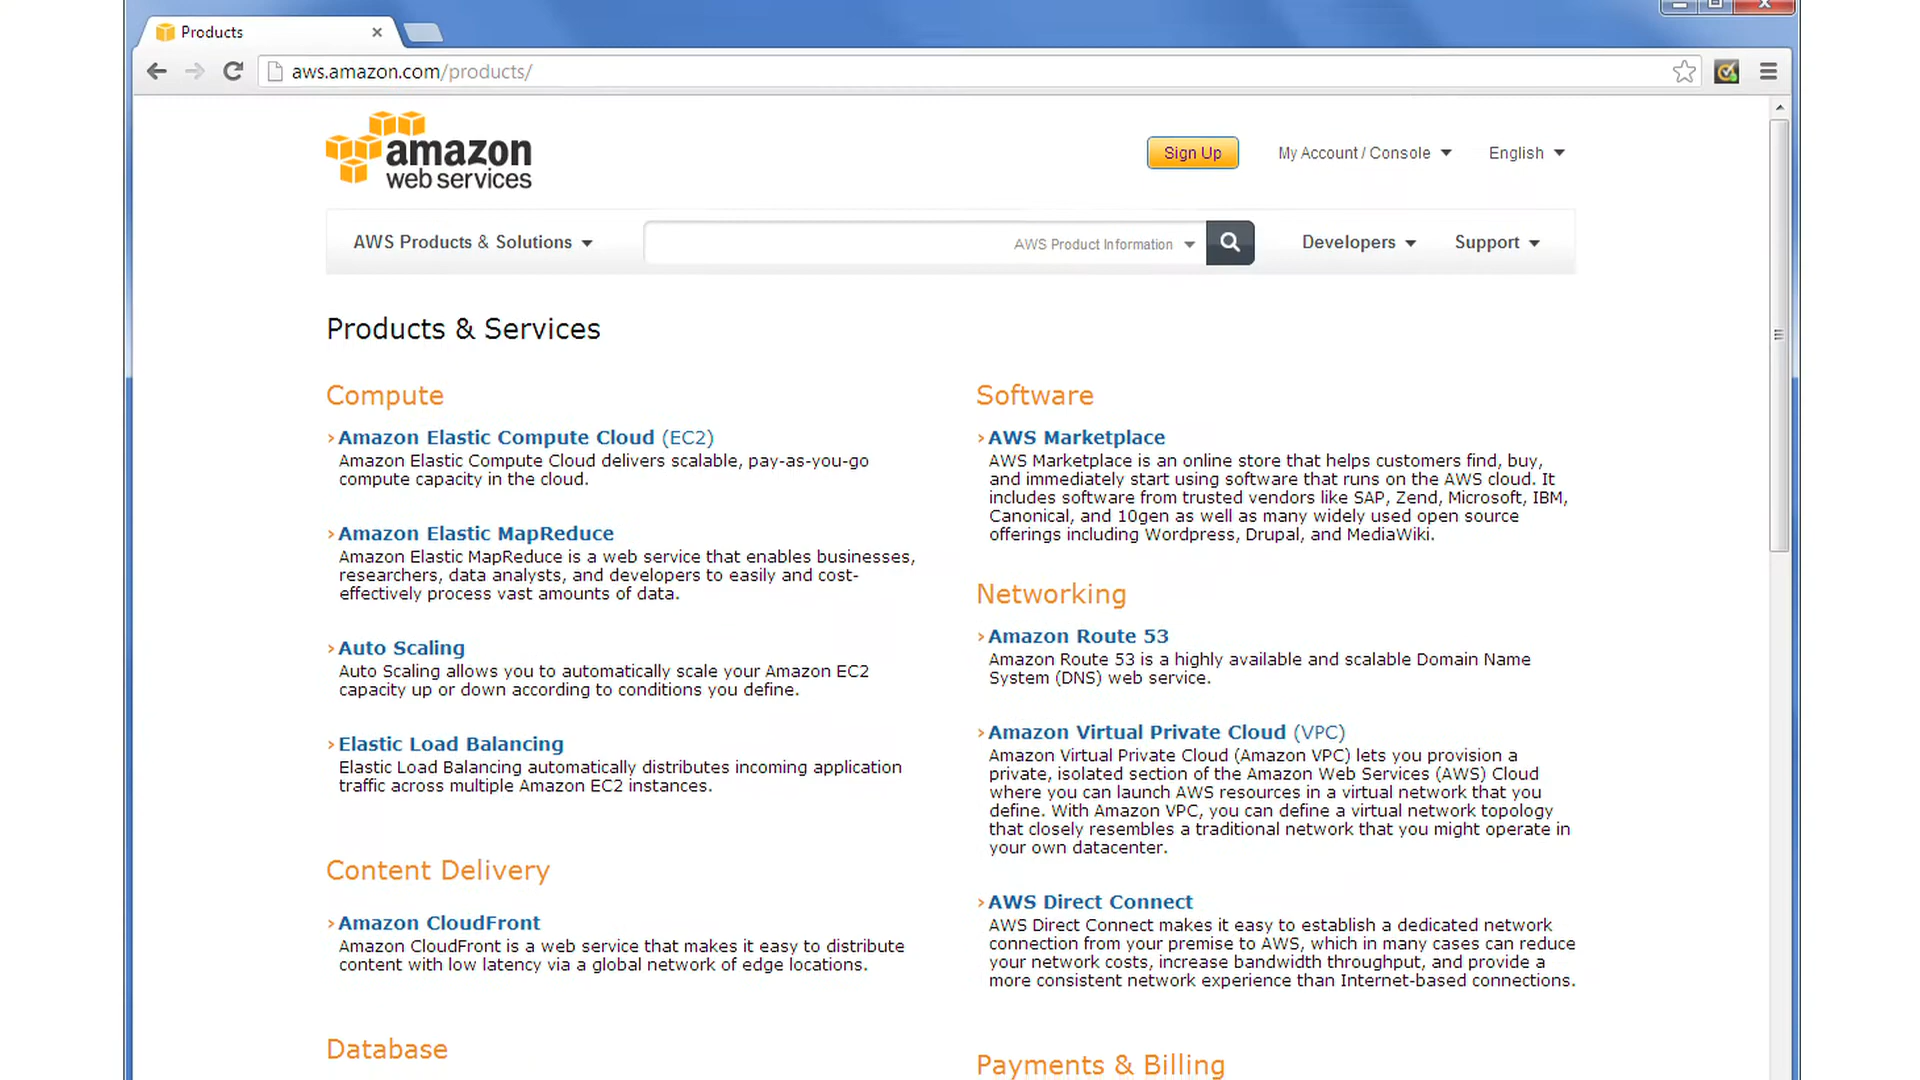 Products
aws.amazon.com/products/
amazon
web services
Sign Up
My Account / Console
English
AWS Products & Solutions
AWS Product Information
Developers
Support
Products & Services
Compute
Amazon Elastic Compute Cloud (EC2)
Amazon Elastic Compute Cloud delivers scalable, pay-as-you-go
compute capacity in the cloud.
Amazon Elastic MapReduce
Amazon Elastic MapReduce is a web service that enables businesses,
researchers, data analysts, and developers to easily and cost-
effectively process vast amounts of data.
Auto Scaling
Auto Scaling allows you to automatically scale your Amazon EC2
capacity up or down according to conditions you define.
Elastic Load Balancing
Elastic Load Balancing automatically distributes incoming application
traffic across multiple Amazon EC2 instances.
Content Delivery
Amazon CloudFront
Amazon CloudFront is a web service that makes it easy to distribute
content with low latency via a global network of edge locations.
Database
Software
AWS Marketplace
AWS Marketplace is an online store that helps customers find, buy,
and immediately start using software that runs on the AWS cloud. It
includes software from trusted vendors like SAP, Zend, Microsoft, IBM,
Canonical, and 10gen as well as many widely used open source
offerings including Wordpress, Drupal, and MediaWiki.
Networking
Amazon Route 53
Amazon Route 53 is a highly available and scalable Domain Name
System (DNS) web service.
Amazon Virtual Private Cloud (VPC)
Amazon Virtual Private Cloud (Amazon VPC) lets you provision a
private, isolated section of the Amazon Web Services (AWS) Cloud
where you can launch AWS resources in a virtual network that you
define. With Amazon VPC, you can define a virtual network topology
that closely resembles a traditional network that you might operate in
your own datacenter.
AWS Direct Connect
AWS Direct Connect makes it easy to establish a dedicated network
connection from your premise to AWS, which in many cases can reduce
your network costs, increase bandwidth throughput, and provide a
more consistent network experience than Internet-based connections.
Payments & Billing